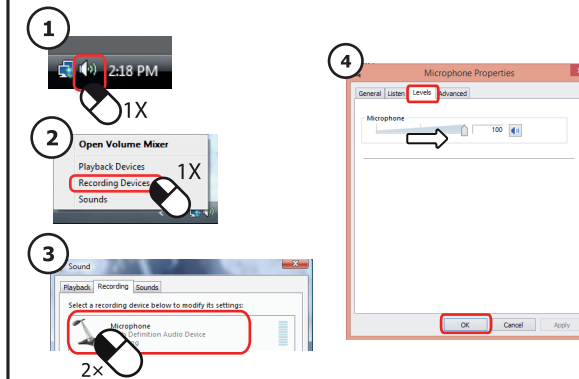 1
2:18 PM
1X
2
Open Volume Mixer
Playback Devices
Recording Devices
1X
Sounds
3
Sound
Playback Recording Sounds
Select a recording device below to modify its settings:
Microphone
Definition Audio Device
2×
4
Microphone Properties
General Listen Levels Advanced
Microphone
100
OK Cancel Apply